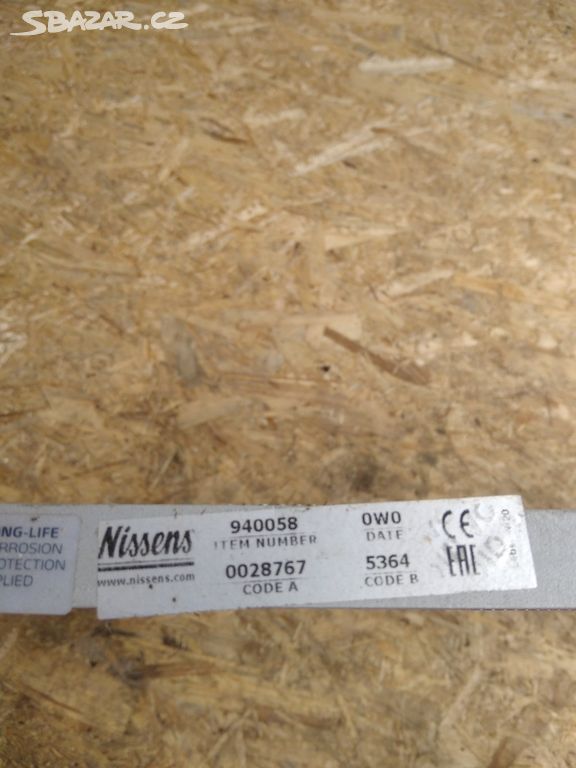 SBAZAR.CZ
NG-LIFE
RROSION
OTECTION
PLIED
Nissens
www.nissens.com
940058
ITEM NUMBER
0W0
DATE
0028767
CODE A
5364
CODE B
CE
EAC